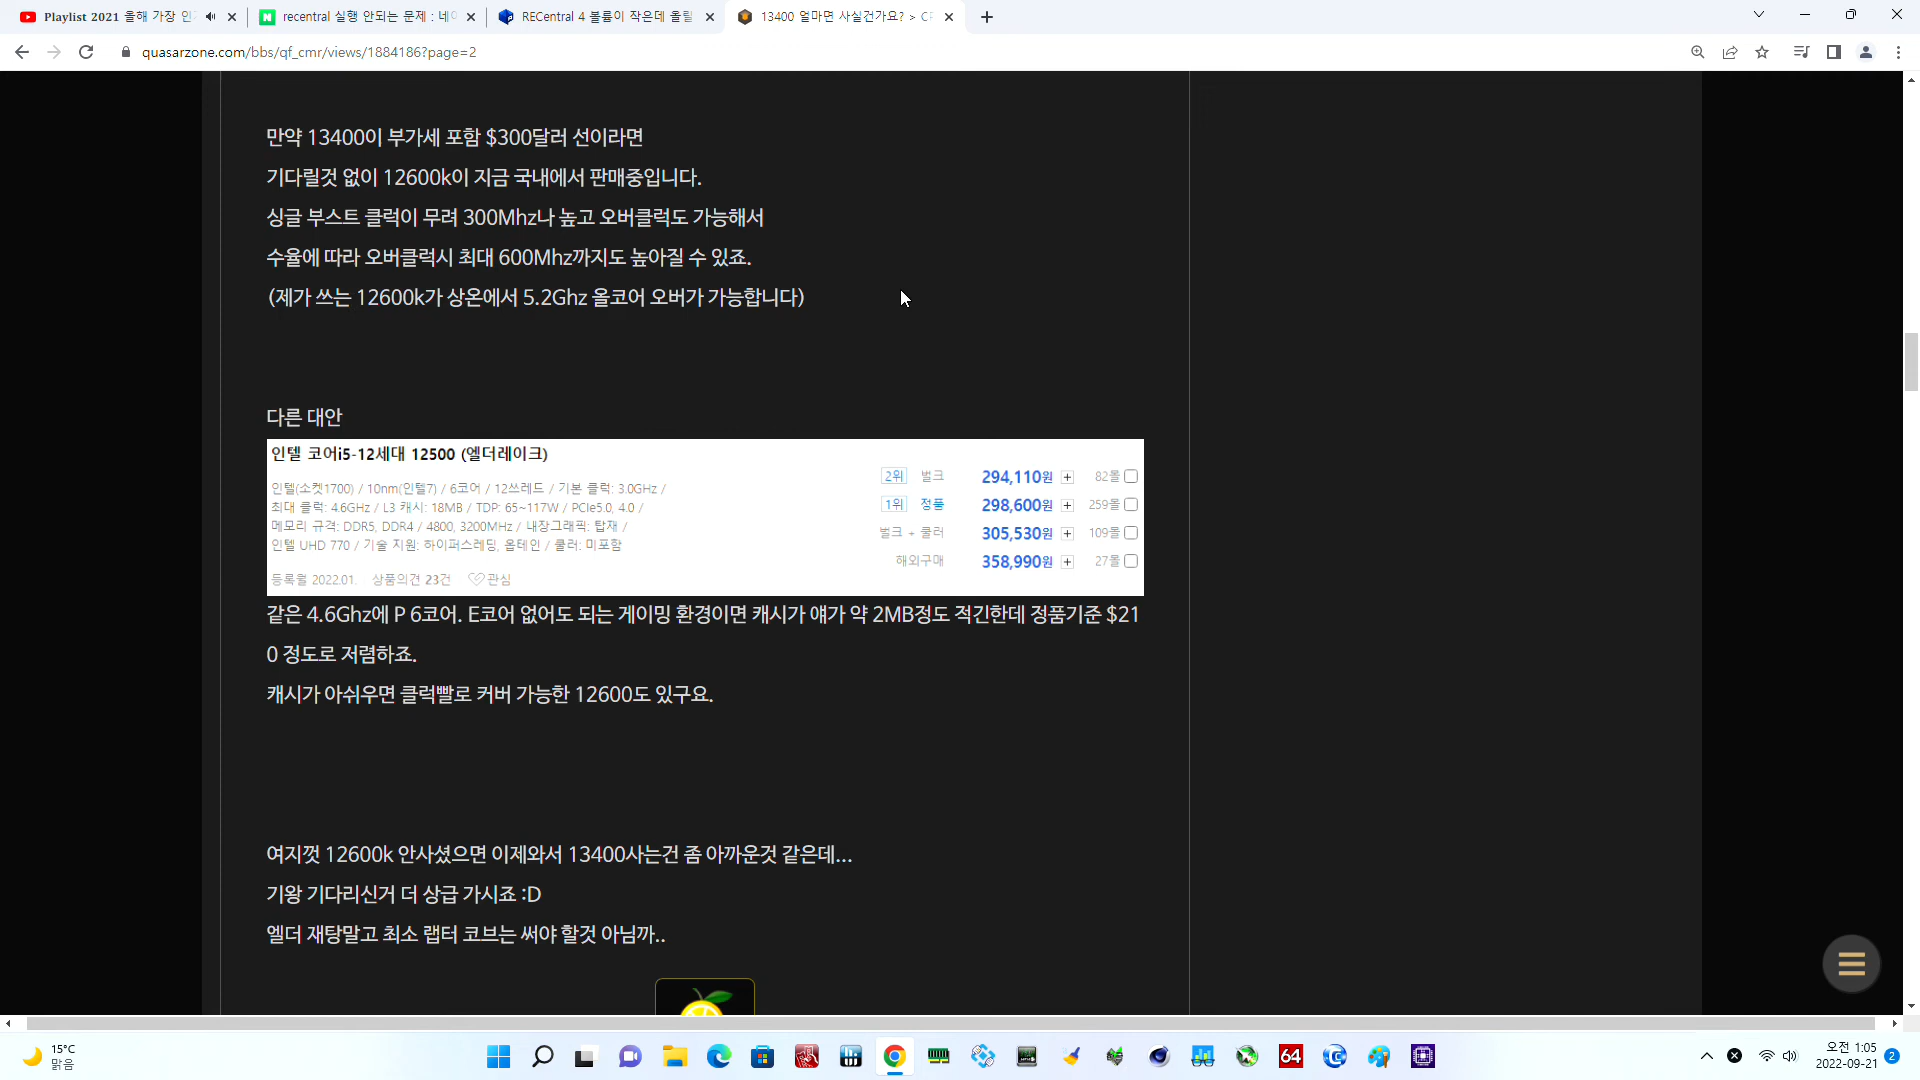 Playlist 2021 올해 가장 인기
recentral 실행 안되는 문제 : 네이
RECentral 4 볼륨이 작은데 올릴
13400 얼마면 사실건가요? > CP
quasarzone.com/bbs/qf_cmr/views/1884186?page=2
만약 13400이 부가세 포함 $300달러 선이라면
기다릴것 없이 12600k이 지금 국내에서 판매중입니다.
싱글 부스트 클럭이 무려 300Mhz나 높고 오버클럭도 가능해서
수율에 따라 오버클럭시 최대 600Mhz까지도 높아질 수 있죠.
(제가 쓰는 12600k가 상온에서 5.2Ghz 올코어 오버가 가능합니다)
다른 대안
인텔 코어i5-12세대 12500 (엘더레이크)
인텔(소켓1700) / 10nm(인텔7) / 6코어 / 12쓰레드 / 기본 클럭: 3.0GHz /
최대 클럭: 4.6GHz / L3 캐시: 18MB / TDP: 65~117W / PCIe5.0, 4.0 /
메모리 규격: DDR5, DDR4 / 4800, 3200MHz / 내장그래픽: 탑재 /
인텔 UHD 770 / 기술 지원: 하이퍼스레딩, 옵테인 / 쿨러: 미포함
등록월 2022.01. 상품의견 23건 관심
2위 벌크 294,110원 + 82몰
1위 정품 298,600원 + 259몰
벌크 + 쿨러 305,530원 + 109몰
해외구매 358,990원 + 27몰
같은 4.6Ghz에 P 6코어. E코어 없어도 되는 게이밍 환경이면 캐시가 얘가 약 2MB정도 적긴한데 정품기준 $21
0 정도로 저렴하죠.
캐시가 아쉬우면 클럭빨로 커버 가능한 12600도 있구요.
여지껏 12600k 안사셨으면 이제와서 13400사는건 좀 아까운것 같은데...
기왕 기다리신거 더 상급 가시죠 :D
엘더 재탕말고 최소 랩터 코브는 써야 할것 아님까..
15°C
맑음
64
오전 1:05
2022-09-21
2